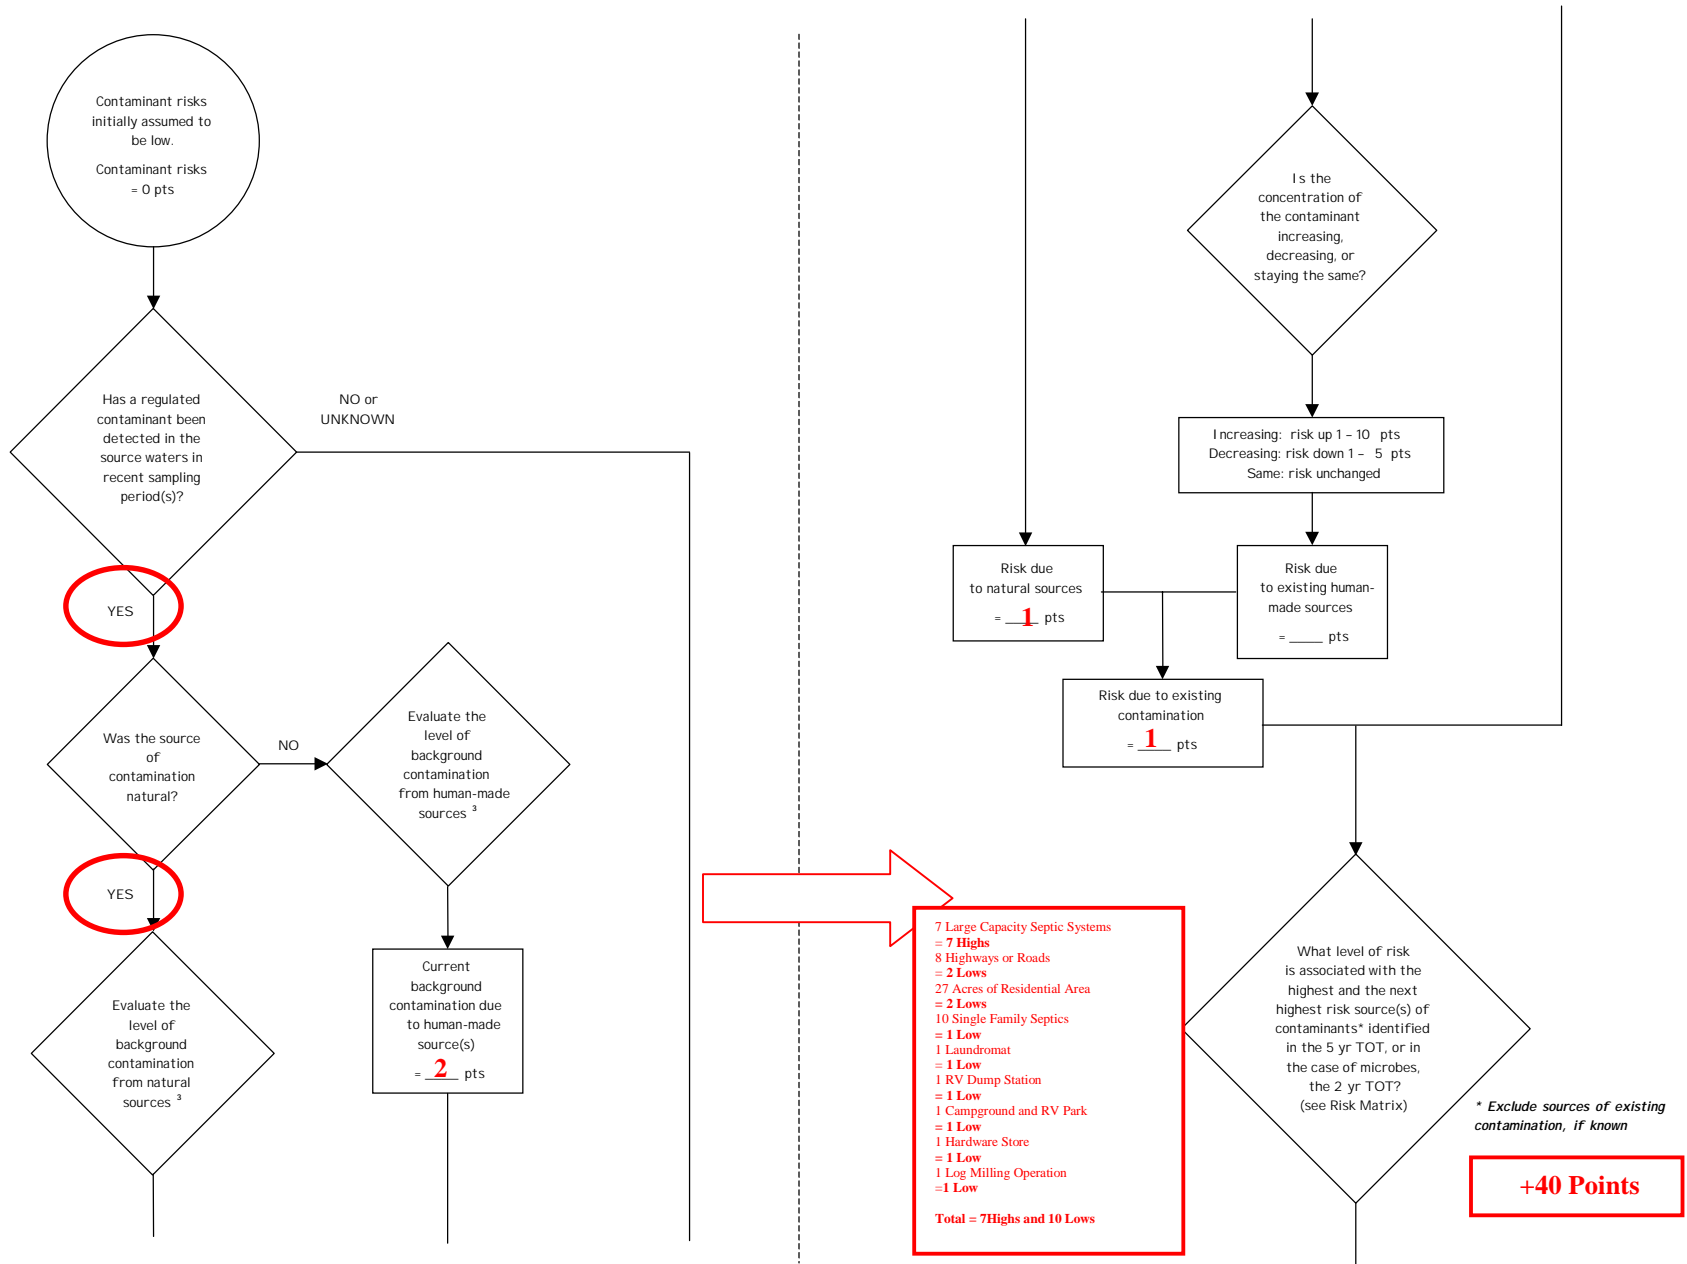 Contaminant risks
initially assumed to
be low.
Contaminant risks
= 0 pts
Has a regulated
contaminant been
detected in the
source waters in
recent sampling
period(s)?
NO or
UNKNOWN
YES
Was the source
of
contamination
natural?
NO
Evaluate the
level of
background
contamination
from human-made
sources ³
YES
Evaluate the
level of
background
contamination
from natural
sources ³
Current
background
contamination due
to human-made
source(s)
= 2 pts
Is the
concentration of
the contaminant
increasing,
decreasing, or
staying the same?
Increasing: risk up 1 – 10 pts
Decreasing: risk down 1 – 5 pts
Same: risk unchanged
Risk due
to natural sources
= 1 pts
Risk due
to existing human-
made sources
= ____ pts
Risk due to existing
contamination
= 1 pts
7 Large Capacity Septic Systems
= 7 Highs
8 Highways or Roads
= 2 Lows
27 Acres of Residential Area
= 2 Lows
10 Single Family Septics
= 1 Low
1 Laundromat
= 1 Low
1 RV Dump Station
= 1 Low
1 Campground and RV Park
= 1 Low
1 Hardware Store
= 1 Low
1 Log Milling Operation
=1 Low
Total = 7Highs and 10 Lows
What level of risk
is associated with the
highest and the next
highest risk source(s) of
contaminants* identified
in the 5 yr TOT, or in
the case of microbes,
the 2 yr TOT?
(see Risk Matrix)
* Exclude sources of existing
contamination, if known
+40 Points